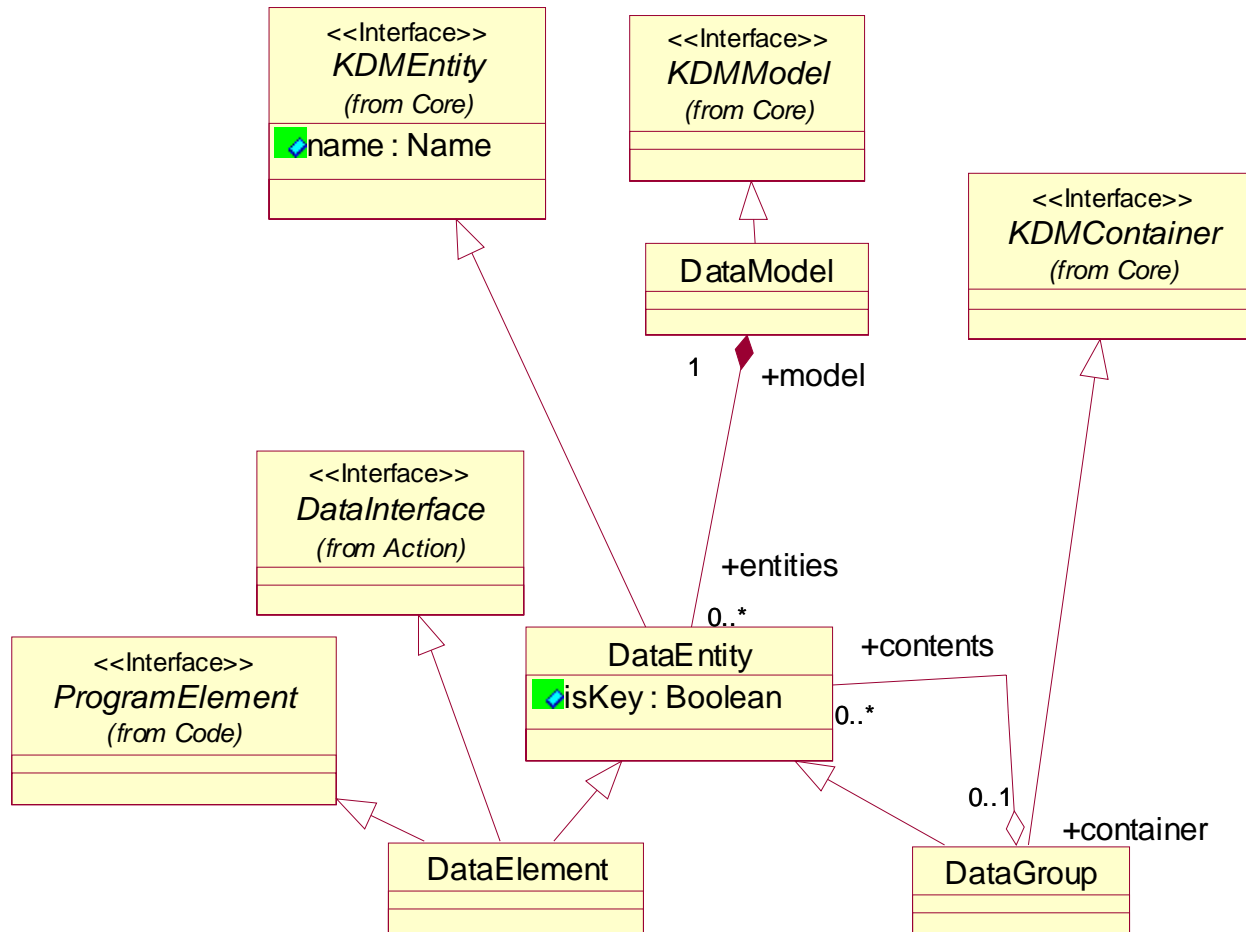 <<Interface>>
KDMEntity
(from Core)
name : Name
<<Interface>>
KDMModel
(from Core)
<<Interface>>
KDMContainer
(from Core)
DataModel
1
+model
<<Interface>>
DataInterface
(from Action)
+entities
0..*
<<Interface>>
ProgramElement
(from Code)
DataEntity
isKey : Boolean
+contents
0..*
0..1
+container
DataElement
DataGroup